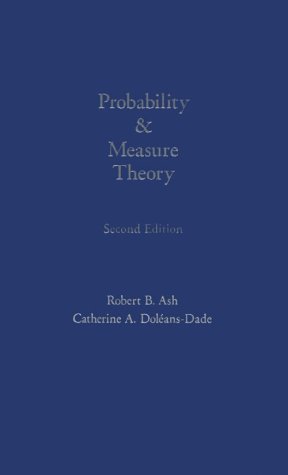 Probability
&
Measure
Theory
Second Edition
Robert B. Ash
Catherine A. Doléans-Dade